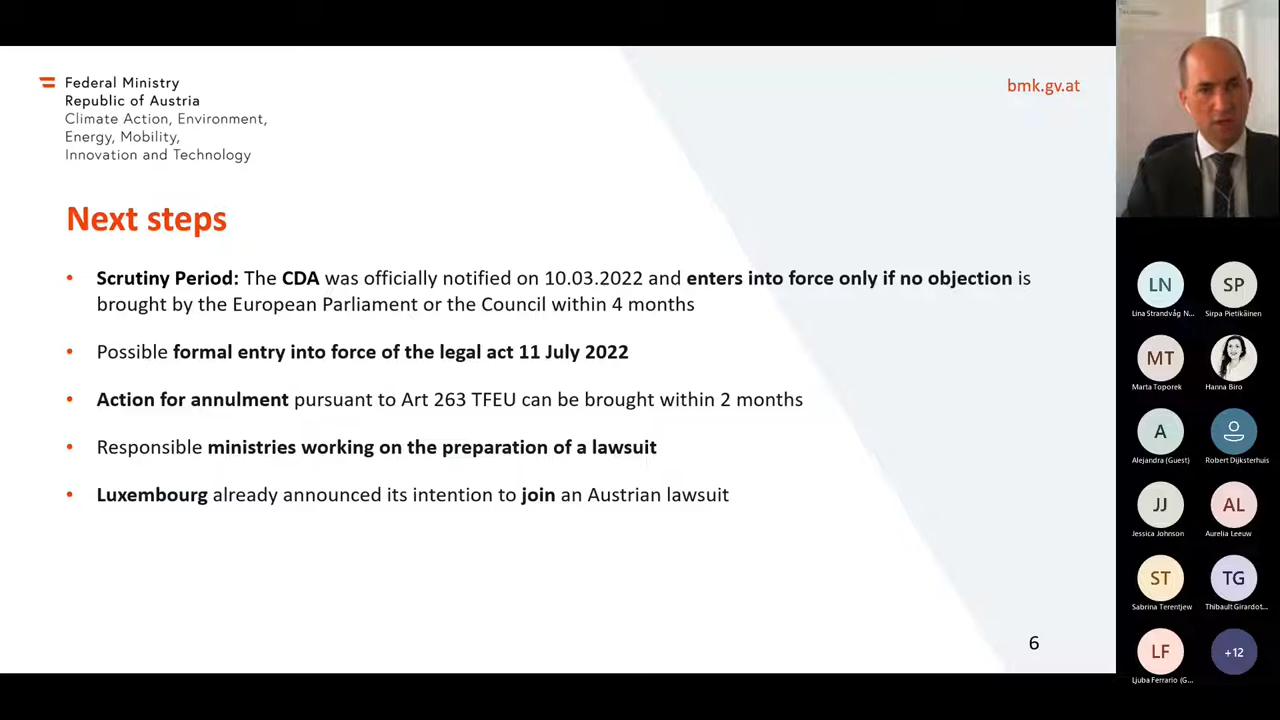 Federal Ministry
Republic of Austria
Climate Action, Environment,
Energy, Mobility,
Innovation and Technology
bmk.gv.at
Next steps
• Scrutiny Period: The CDA was officially notified on 10.03.2022 and enters into force only if no objection is
brought by the European Parliament or the Council within 4 months
• Possible formal entry into force of the legal act 11 July 2022
• Action for annulment pursuant to Art 263 TFEU can be brought within 2 months
• Responsible ministries working on the preparation of a lawsuit
• Luxembourg already announced its intention to join an Austrian lawsuit
6
LN
SP
Lina Strandvåg N...
Sirpa Pietikäinen
MT
Marta Toporek
Hanna Biro
A
Alejandra (Guest)
Robert Dijksterhuis
JJ
AL
Jessica Johnson
Aurelia Leeuw
ST
TG
Sabrina Terentjew
Thibault Girardot...
LF
+12
Ljuba Ferrario (G...